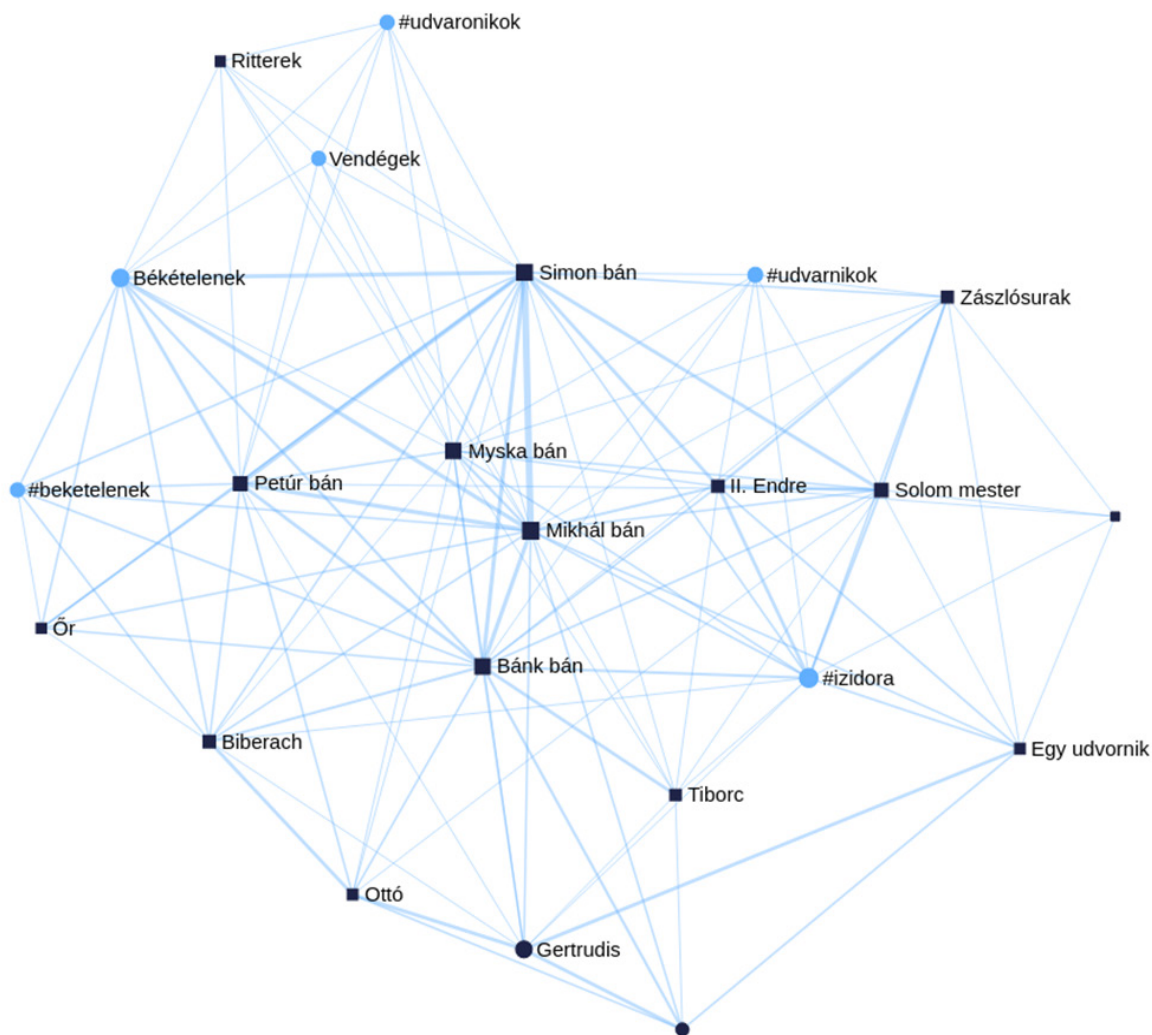 #udvaronikok
Ritterek
Vendégek
Békételenek
Simon bán
#udvarnikok
Zászlósurak
Myska bán
Petúr bán
II. Endre
Solom mester
#beketelenek
Mikhál bán
Őr
Bánk bán
#izidora
Biberach
Egy udvornik
Tiborc
Ottó
Gertrudis